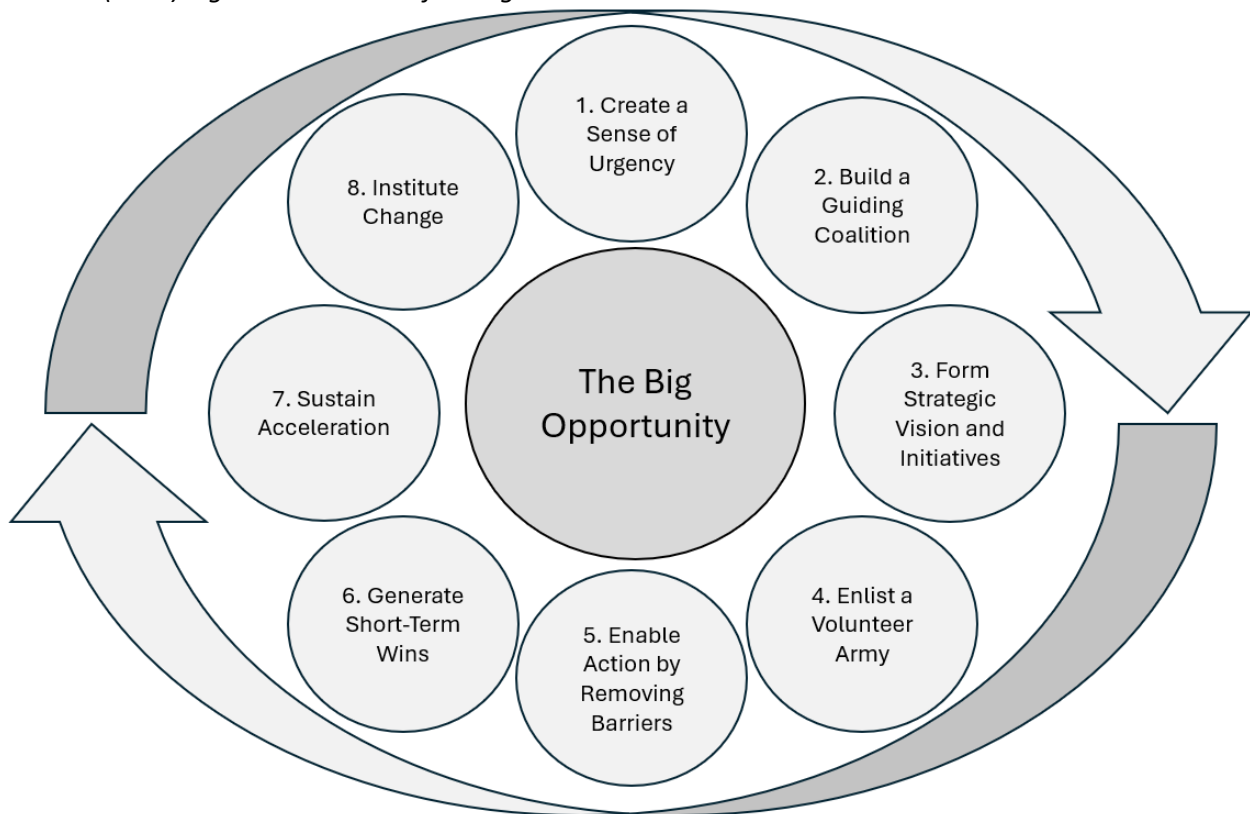 1. Create a
Sense of
Urgency
2. Build a
Guiding
Coalition
3. Form
Strategic
Vision and
Initiatives
4. Enlist a
Volunteer
Army
5. Enable
Action by
Removing
Barriers
6. Generate
Short-Term
Wins
7. Sustain
Acceleration
8. Institute
Change
The Big
Opportunity